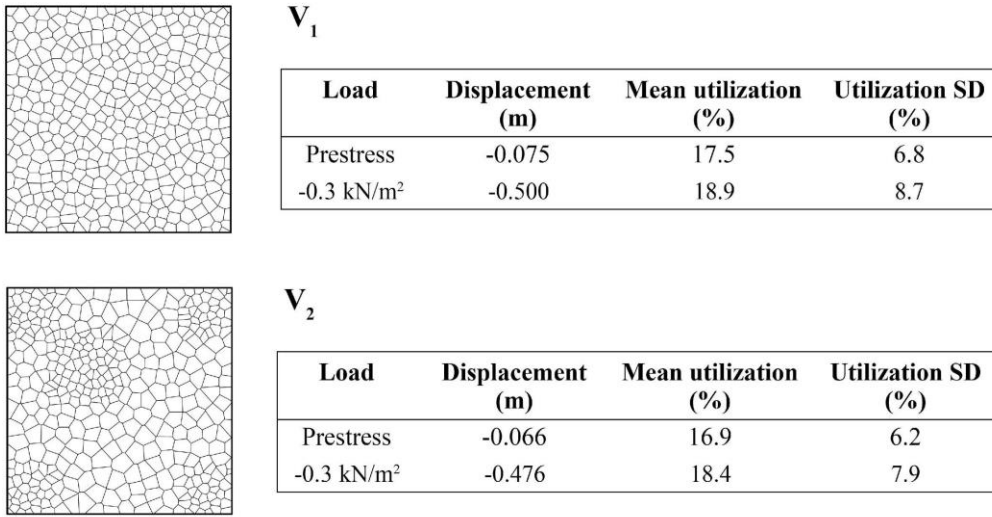 V₁
Load Displacement (m) Mean utilization (%) Utilization SD (%)
Prestress -0.075 17.5 6.8
-0.3 kN/m² -0.500 18.9 8.7
V₂
Load Displacement (m) Mean utilization (%) Utilization SD (%)
Prestress -0.066 16.9 6.2
-0.3 kN/m² -0.476 18.4 7.9